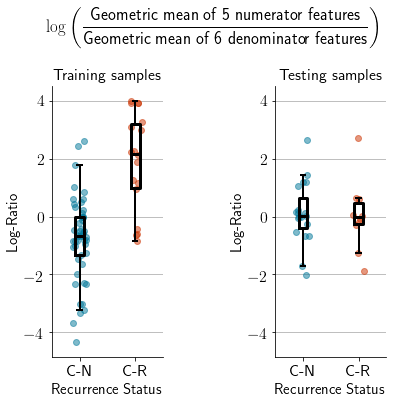 log ( Geometric mean of 5 numerator features
Geometric mean of 6 denominator features )
Training samples
Testing samples
Log-Ratio
4
2
0
−2
−4
C-N
C-R
Recurrence Status
Log-Ratio
4
2
0
−2
−4
C-N
C-R
Recurrence Status